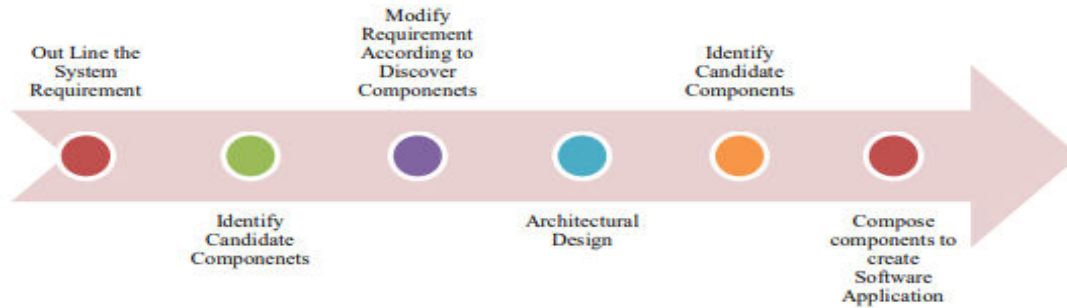 Out Line the
System
Requirement
Identify
Candidate
Componenets
Modify
Requirement
According to
Discover
Componenets
Architectural
Design
Identify
Candidate
Components
Compose
components to
create
Software
Application